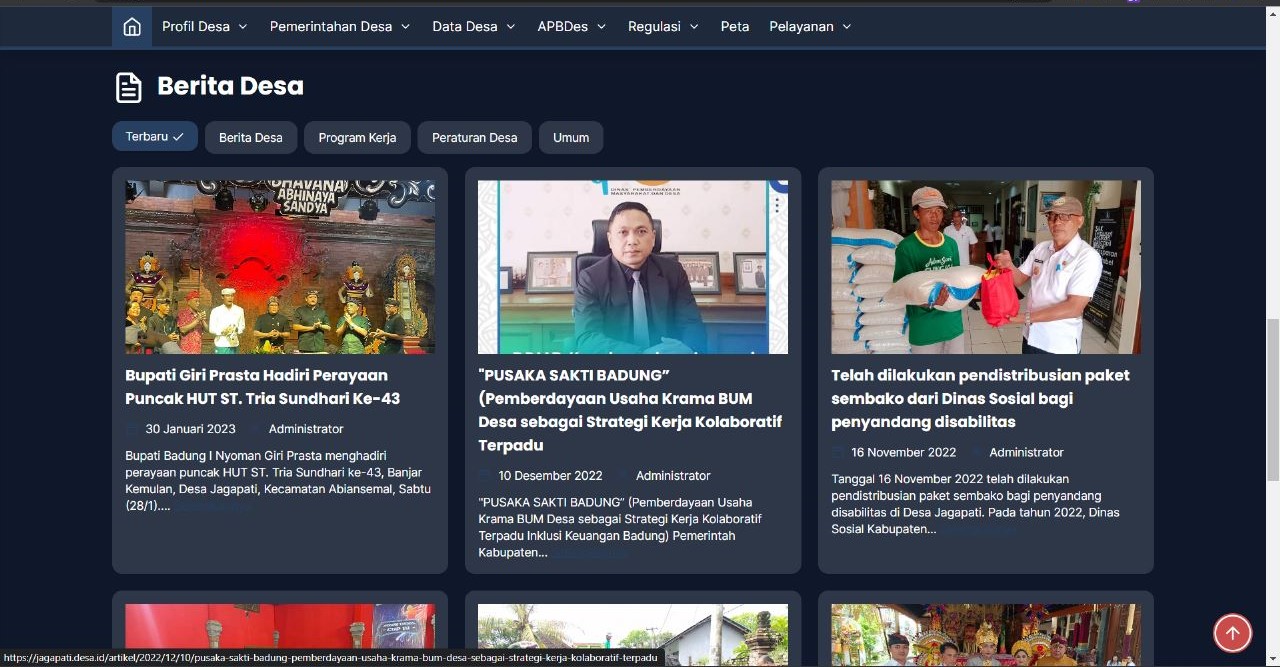 Profil Desa Pemerintahan Desa Data Desa APBDes Regulasi Peta Pelayanan
Berita Desa
Terbaru Berita Desa Program Kerja Peraturan Desa Umum
BHAVANA
ABHINAYA
SANDYA
Bupati Giri Prasta Hadiri Perayaan
Puncak HUT ST. Tria Sundhari Ke-43
30 Januari 2023 Administrator
Bupati Badung I Nyoman Giri Prasta menghadiri
perayaan puncak HUT ST. Tria Sundhari ke-43, Banjar
Kemulan, Desa Jagapati, Kecamatan Abiansemal, Sabtu
(28/1)....
DINAS PEMBERDAYAAN
MASYARAKAT DAN DESA
"PUSAKA SAKTI BADUNG”
(Pemberdayaan Usaha Krama BUM
Desa sebagai Strategi Kerja Kolaboratif
Terpadu
10 Desember 2022 Administrator
"PUSAKA SAKTI BADUNG” (Pemberdayaan Usaha
Krama BUM Desa sebagai Strategi Kerja Kolaboratif
Terpadu Inklusi Keuangan Badung) Pemerintah
Kabupaten...
Telah dilakukan pendistribusian paket
sembako dari Dinas Sosial bagi
penyandang disabilitas
16 November 2022 Administrator
Tanggal 16 November 2022 telah dilakukan
pendistribusian paket sembako bagi penyandang
disabilitas di Desa Jagapati. Pada tahun 2022, Dinas
Sosial Kabupaten...
https://jagapati.desa.id/artikel/2022/12/10/pusaka-sakti-badung-pemberdayaan-usaha-krama-bum-desa-sebagai-strategi-kerja-kolaboratif-terpadu